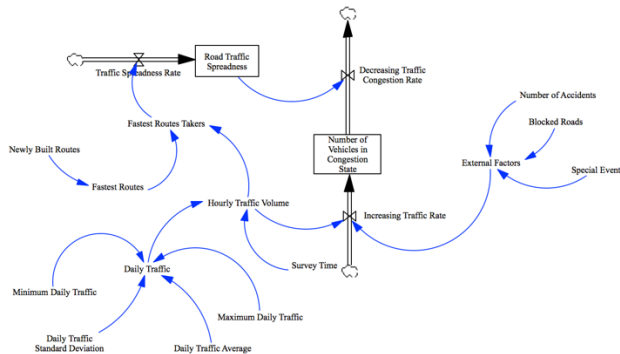 Road Traffic
Spreadness
Traffic Spreadness Rate
Decreasing Traffic
Congestion Rate
Number of Accidents
Fastest Routes Takers
Blocked Roads
Newly Built Routes
Number of
Vehicles in
Congestion
State
External Factors
Special Event
Fastest Routes
Hourly Traffic Volume
Increasing Traffic Rate
Daily Traffic
Survey Time
Minimum Daily Traffic
Maximum Daily Traffic
Daily Traffic
Standard Deviation
Daily Traffic Average